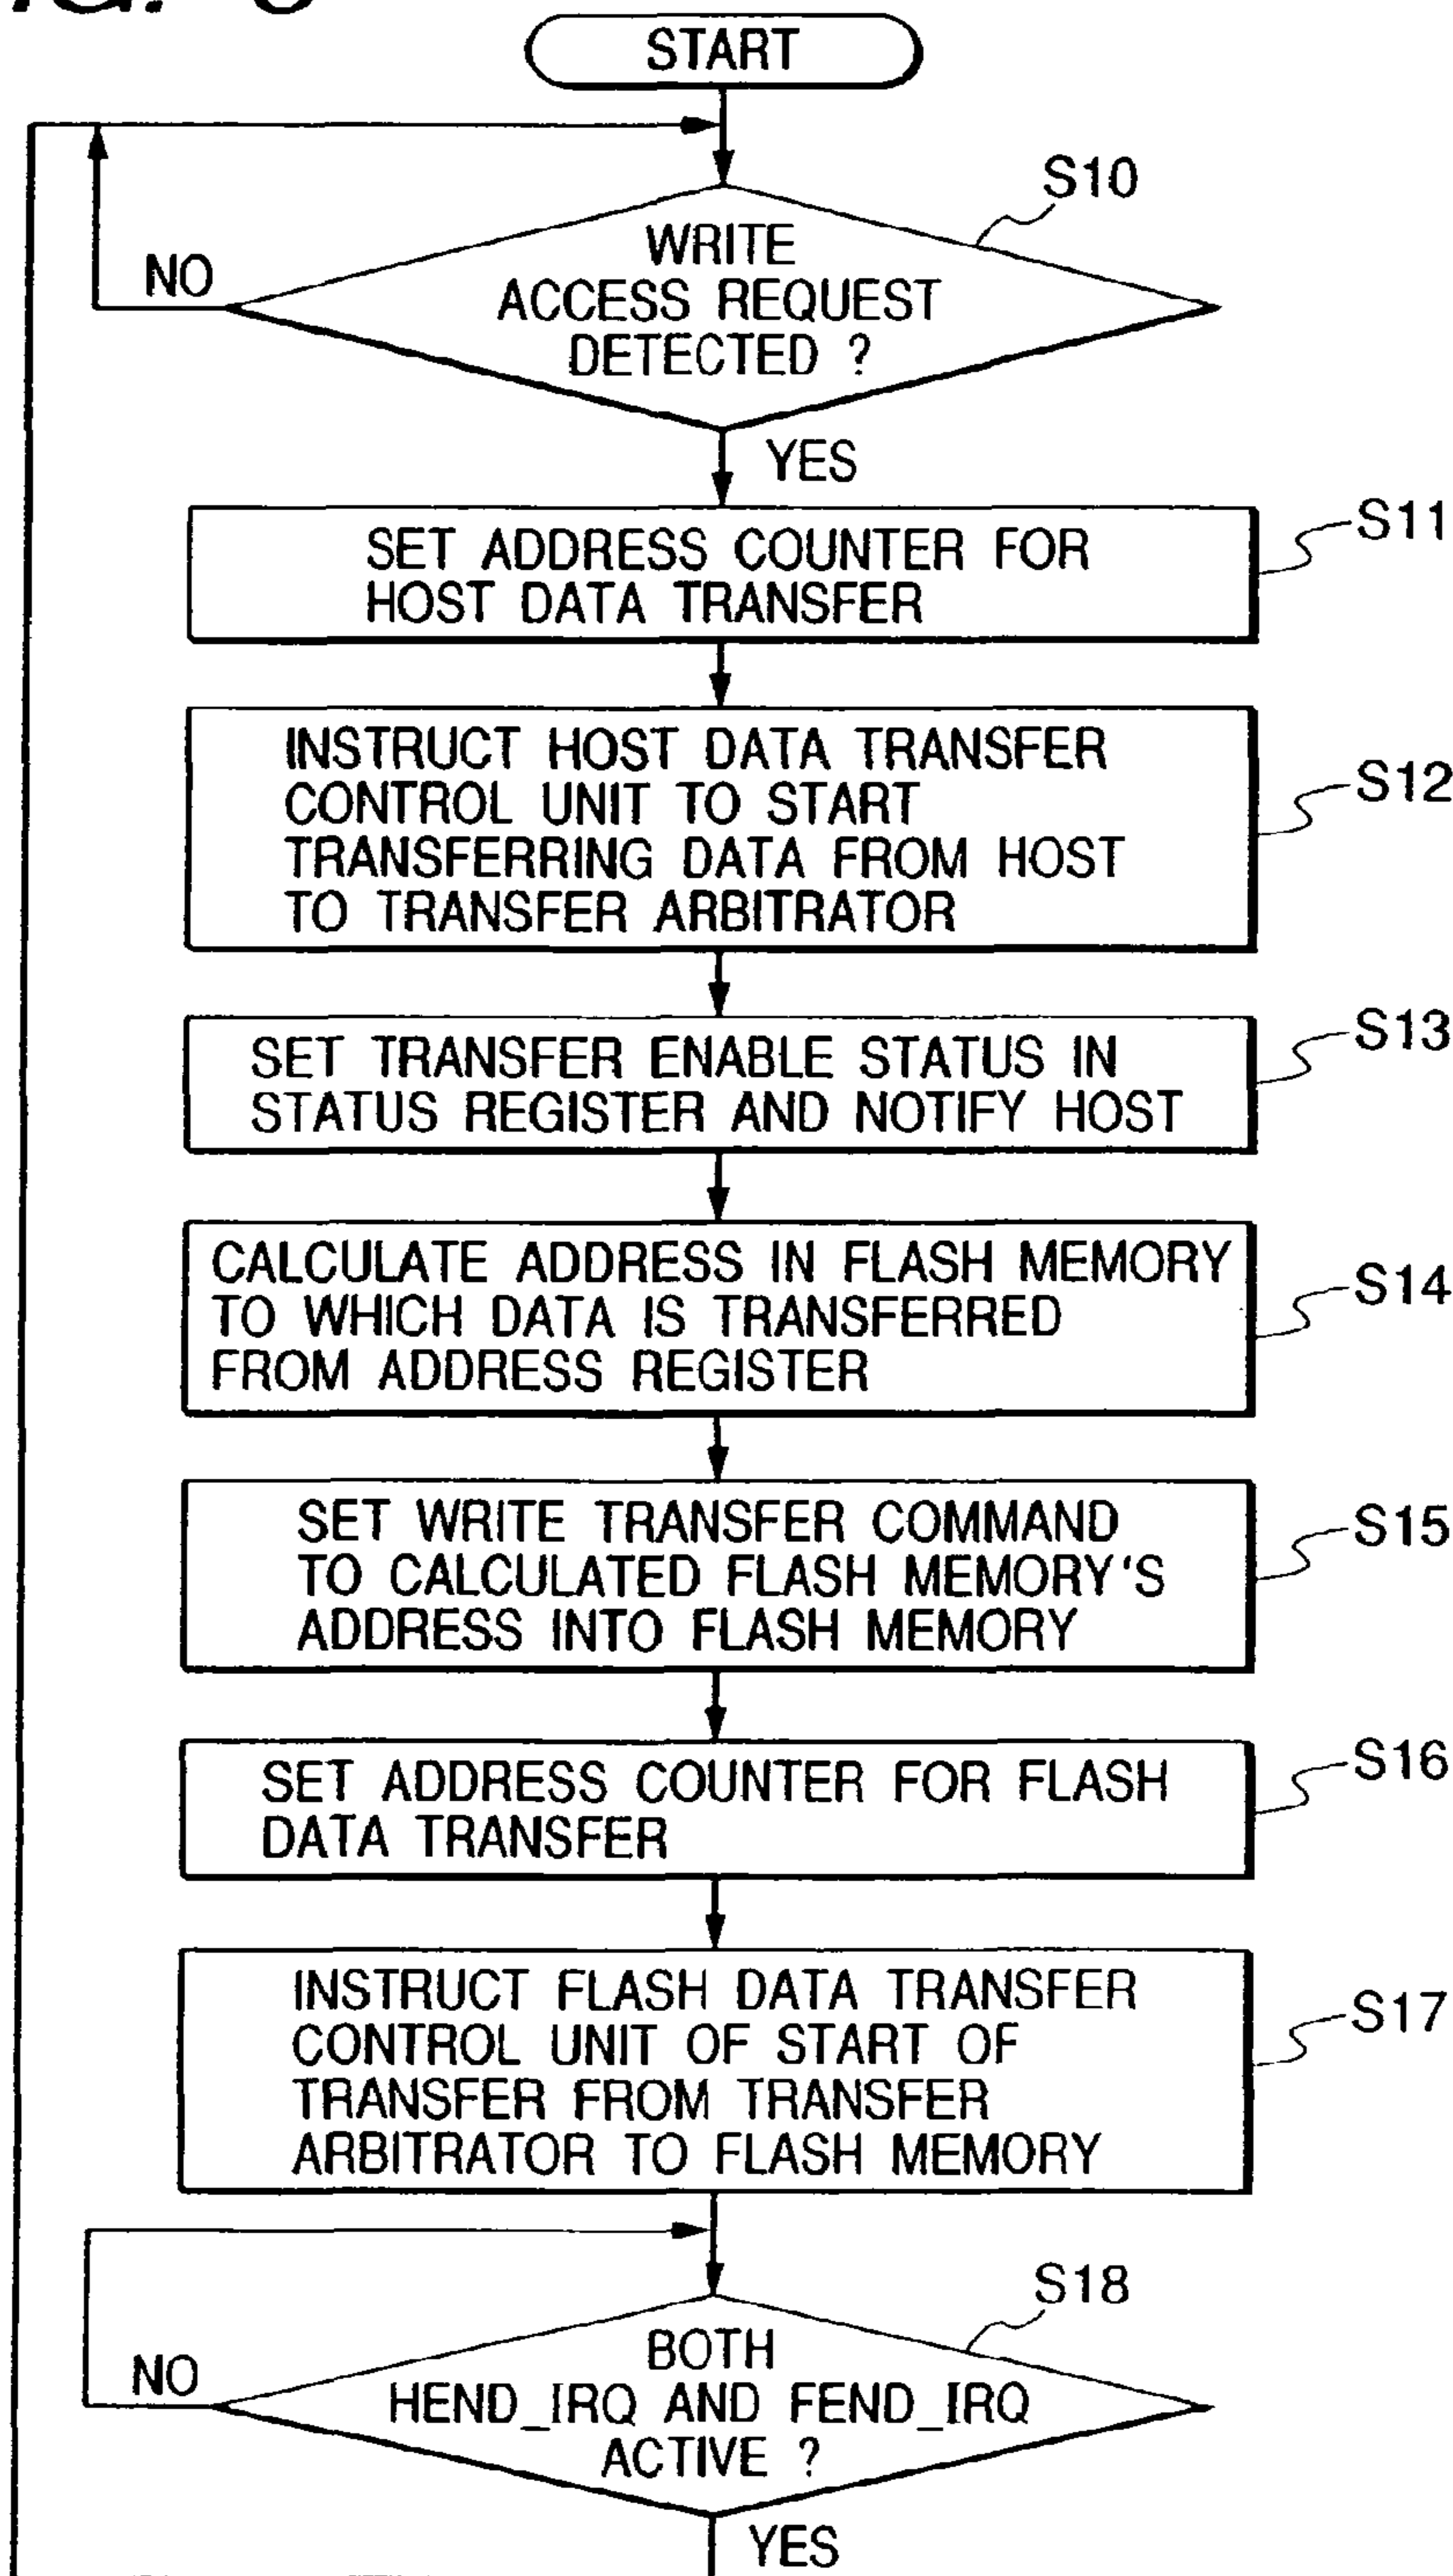 START
S10
WRITE
ACCESS REQUEST
DETECTED ?
NO
YES
SET ADDRESS COUNTER FOR
HOST DATA TRANSFER
S11
INSTRUCT HOST DATA TRANSFER
CONTROL UNIT TO START
TRANSFERRING DATA FROM HOST
TO TRANSFER ARBITRATOR
S12
SET TRANSFER ENABLE STATUS IN
STATUS REGISTER AND NOTIFY HOST
S13
CALCULATE ADDRESS IN FLASH MEMORY
TO WHICH DATA IS TRANSFERRED
FROM ADDRESS REGISTER
S14
SET WRITE TRANSFER COMMAND
TO CALCULATED FLASH MEMORY'S
ADDRESS INTO FLASH MEMORY
S15
SET ADDRESS COUNTER FOR FLASH
DATA TRANSFER
S16
INSTRUCT FLASH DATA TRANSFER
CONTROL UNIT OF START OF
TRANSFER FROM TRANSFER
ARBITRATOR TO FLASH MEMORY
S17
S18
BOTH
HEND_IRQ AND FEND_IRQ
ACTIVE ?
NO
YES